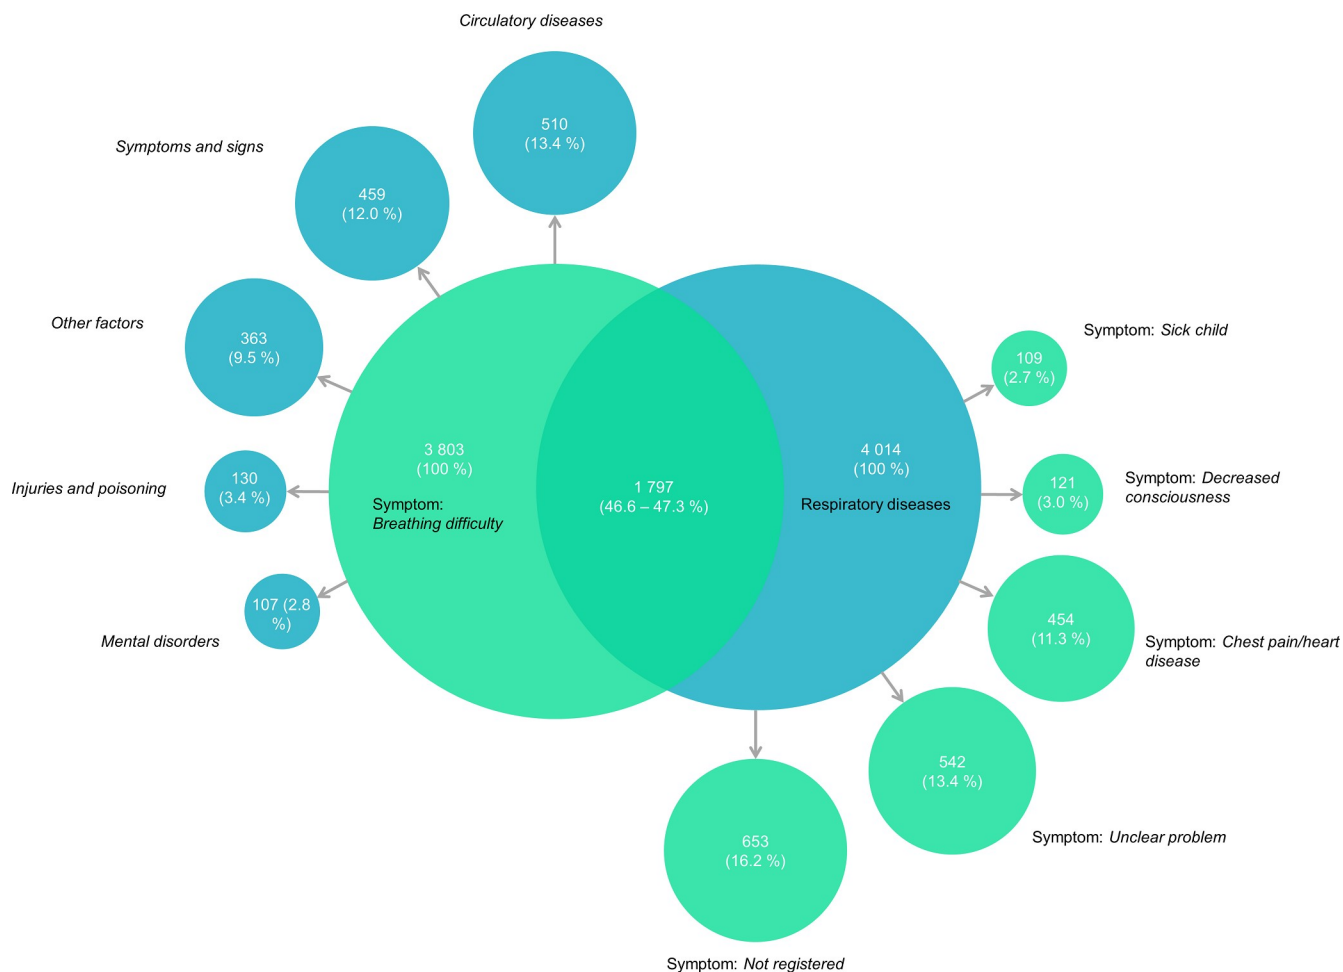 Circulatory diseases
510
(13.4 %)
Symptoms and signs
459
(12.0 %)
Other factors
363
(9.5 %)
Injuries and poisoning
130
(3.4 %)
Mental disorders
107 (2.8
%)
3 803
(100 %)
Symptom:
Breathing difficulty
1 797
(46.6 – 47.3 %)
4 014
(100 %)
Respiratory diseases
Symptom: Sick child
109
(2.7 %)
Symptom: Decreased
consciousness
121
(3.0 %)
454
(11.3 %)
Symptom: Chest pain/heart
disease
542
(13.4 %)
Symptom: Unclear problem
653
(16.2 %)
Symptom: Not registered